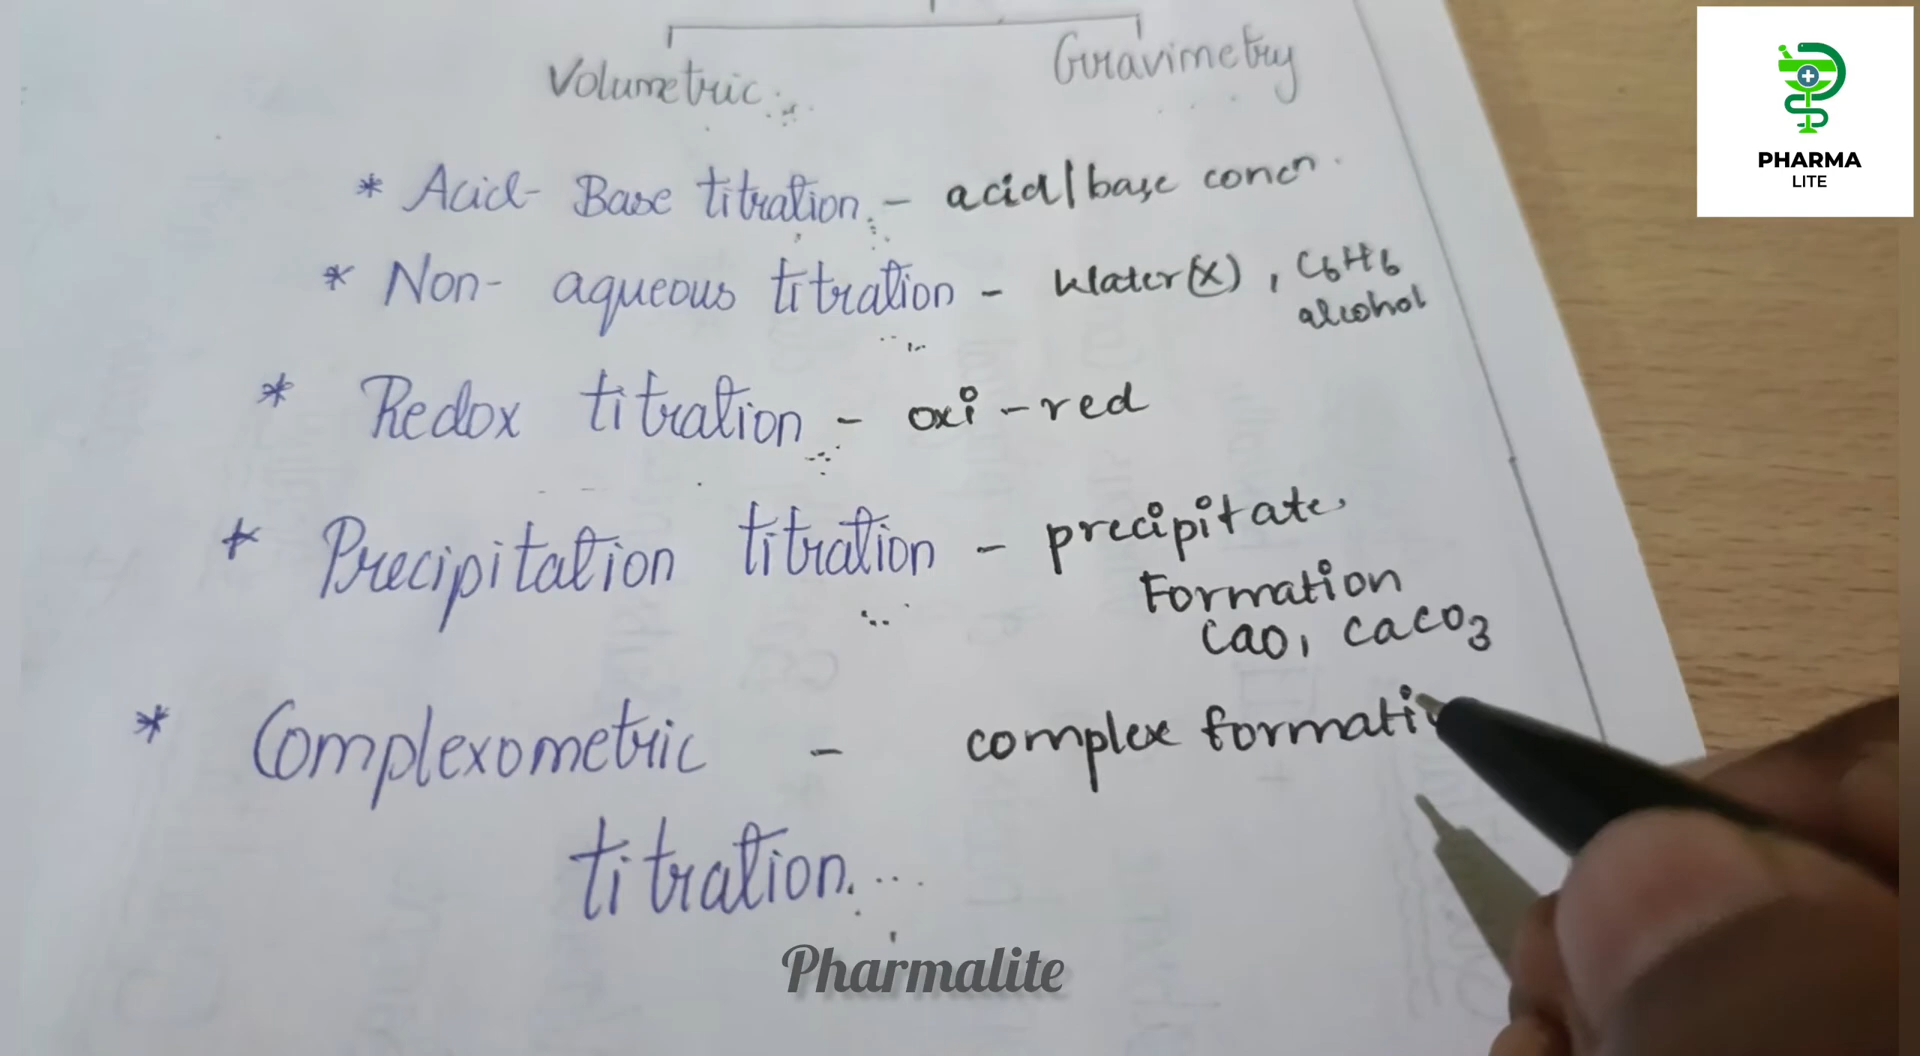 Volumetric
Gravimetry
PHARMA
LITE
* Acid-Base titration. - acid/base concn.
* Non-aqueous titration - Water(x), C6H6
alcohol
* Redox titration - oxi-red
* Precipitation titration - precipitate
Formation
CaO, CaCO3
* Complexometric - complex formati
titration.
Pharmalite